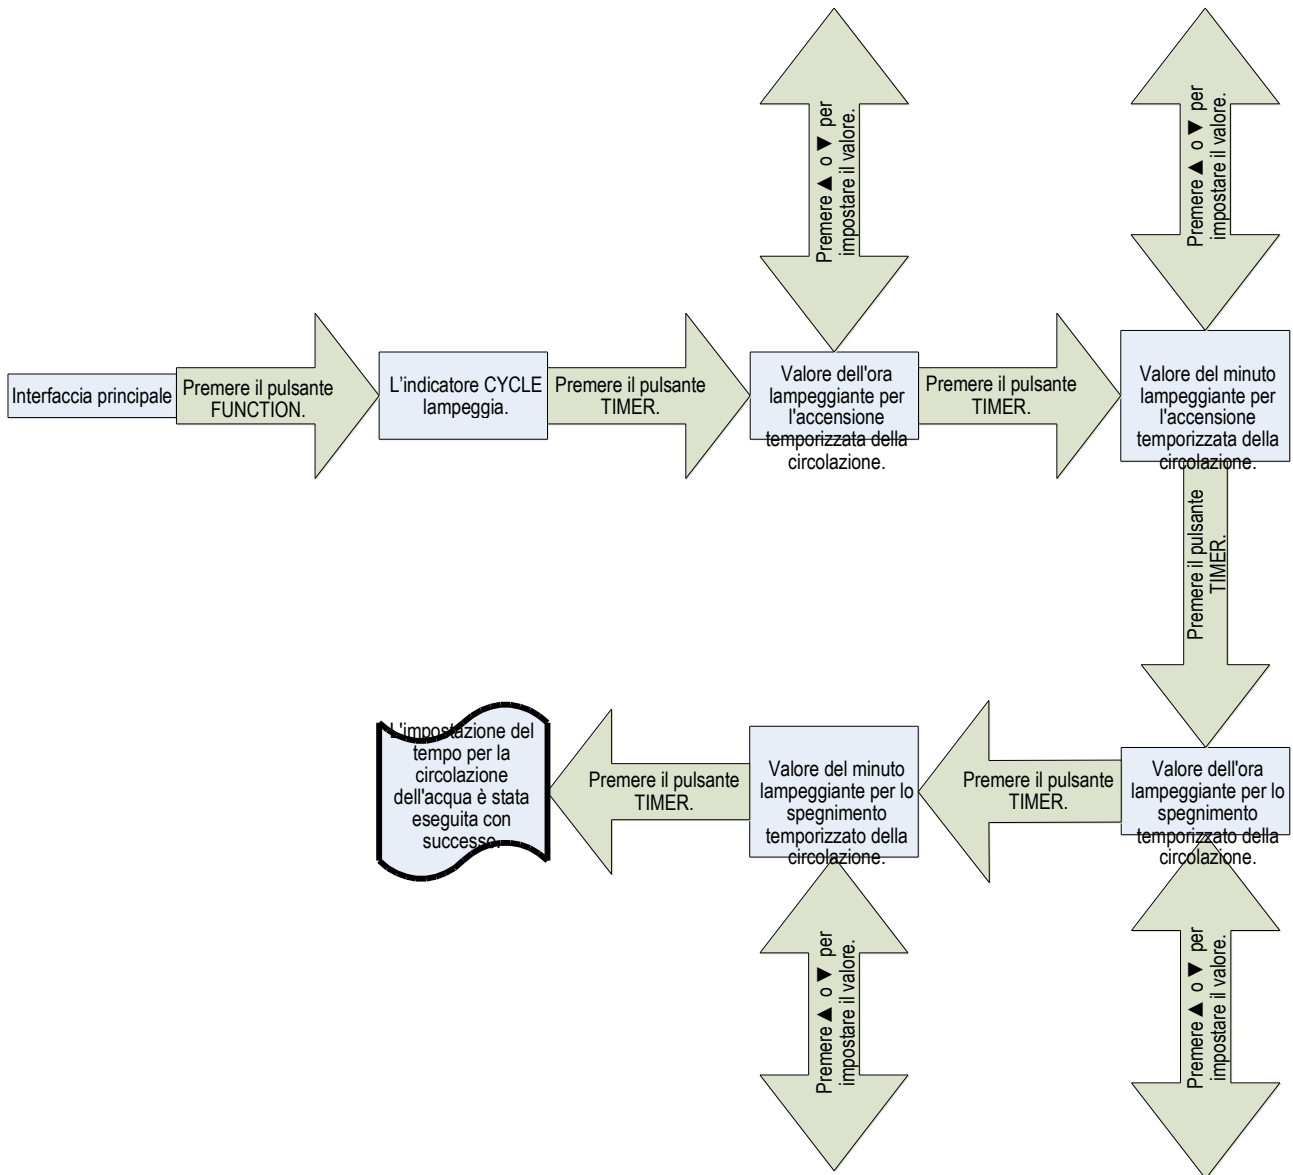 Premere ▲ o ▼ per
impostare il valore.
Premere ▲ o ▼ per
impostare il valore.
Interfaccia principale
Premere il pulsante
FUNCTION.
L'indicatore CYCLE
lampeggia.
Premere il pulsante
TIMER.
Valore dell'ora
lampeggiante per
l'accensione
temporizzata della
circolazione.
Premere il pulsante
TIMER.
Valore del minuto
lampeggiante per
l'accensione
temporizzata della
circolazione.
Premere il pulsante
TIMER.
Valore dell'ora
lampeggiante per lo
spegnimento
temporizzato della
circolazione.
Premere il pulsante
TIMER.
Valore del minuto
lampeggiante per lo
spegnimento
temporizzato della
circolazione.
Premere il pulsante
TIMER.
L'impostazione del
tempo per la
circolazione
dell'acqua è stata
eseguita con
successo.
Premere ▲ o ▼ per
impostare il valore.
Premere ▲ o ▼ per
impostare il valore.